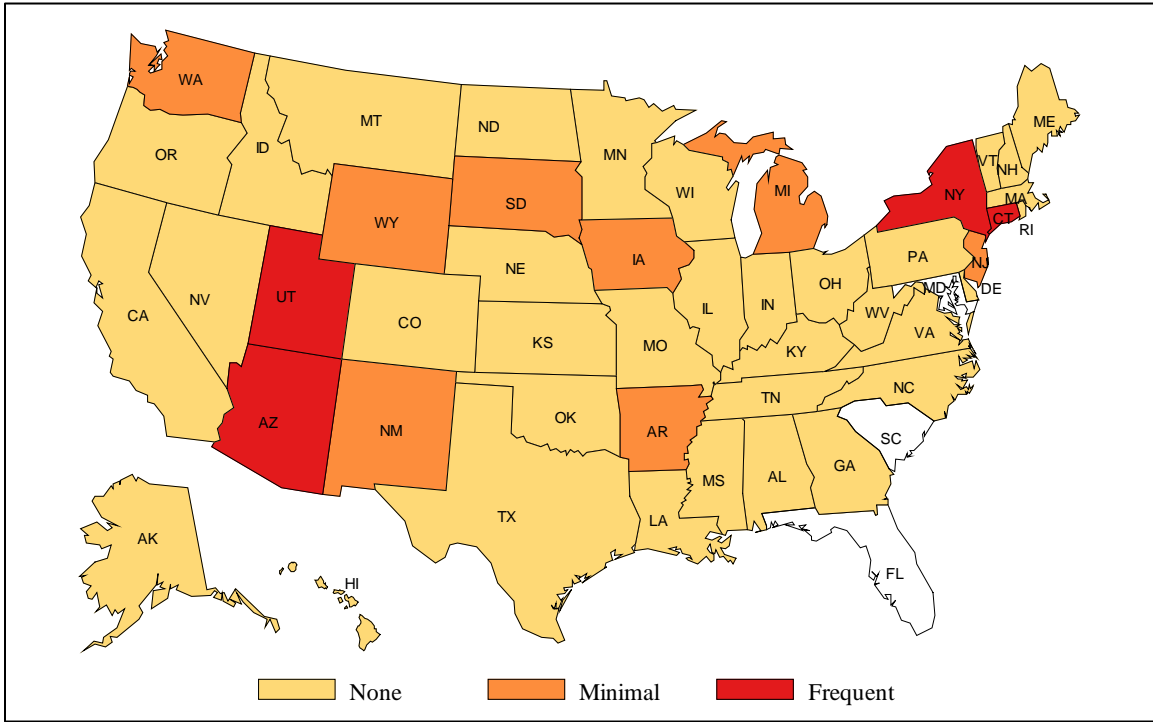 WA
MT
ND
ME
OR
ID
MN
VT
NH
WI
MI
NY
MA
SD
WY
CT
RI
IA
PA
NJ
NE
MD
DE
UT
NV
OH
IL
IN
WV
CA
CO
VA
KS
MO
KY
NC
TN
AZ
NM
OK
AR
SC
GA
MS
AL
TX
LA
AK
FL
HI
None Minimal Frequent